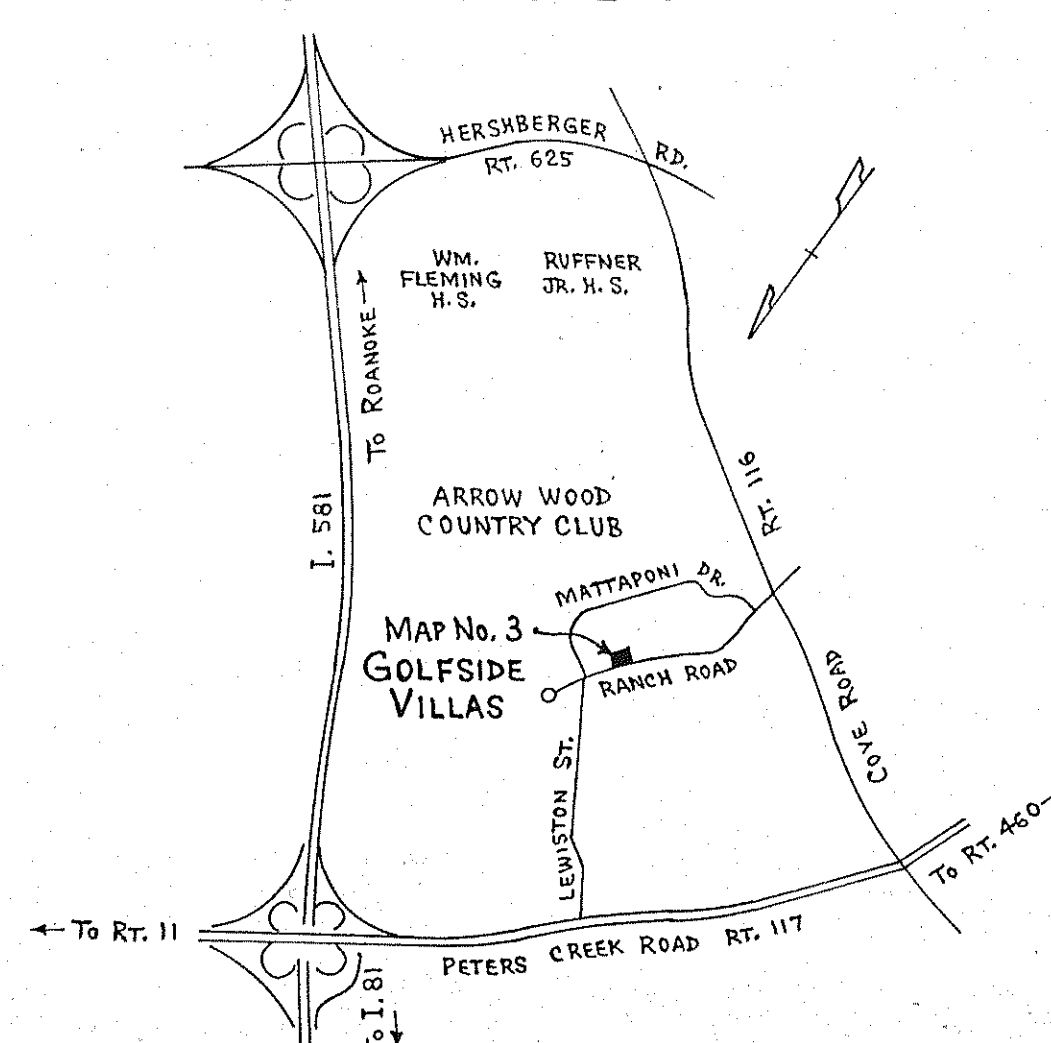 HERSHBERGER RD.
RT. 625
WM.
FLEMING
H.S.
RUFFNER
JR. H.S.
TO ROANOKE
I. 581
ARROW WOOD
COUNTRY CLUB
RT. 116
MATTAPONI DR.
MAP NO. 3
GOLFSIDE
VILLAS
RANCH ROAD
COVE ROAD
LEWISTON ST.
TO RT. 460
TO RT. 11
PETERS CREEK ROAD RT. 117
To I. 81